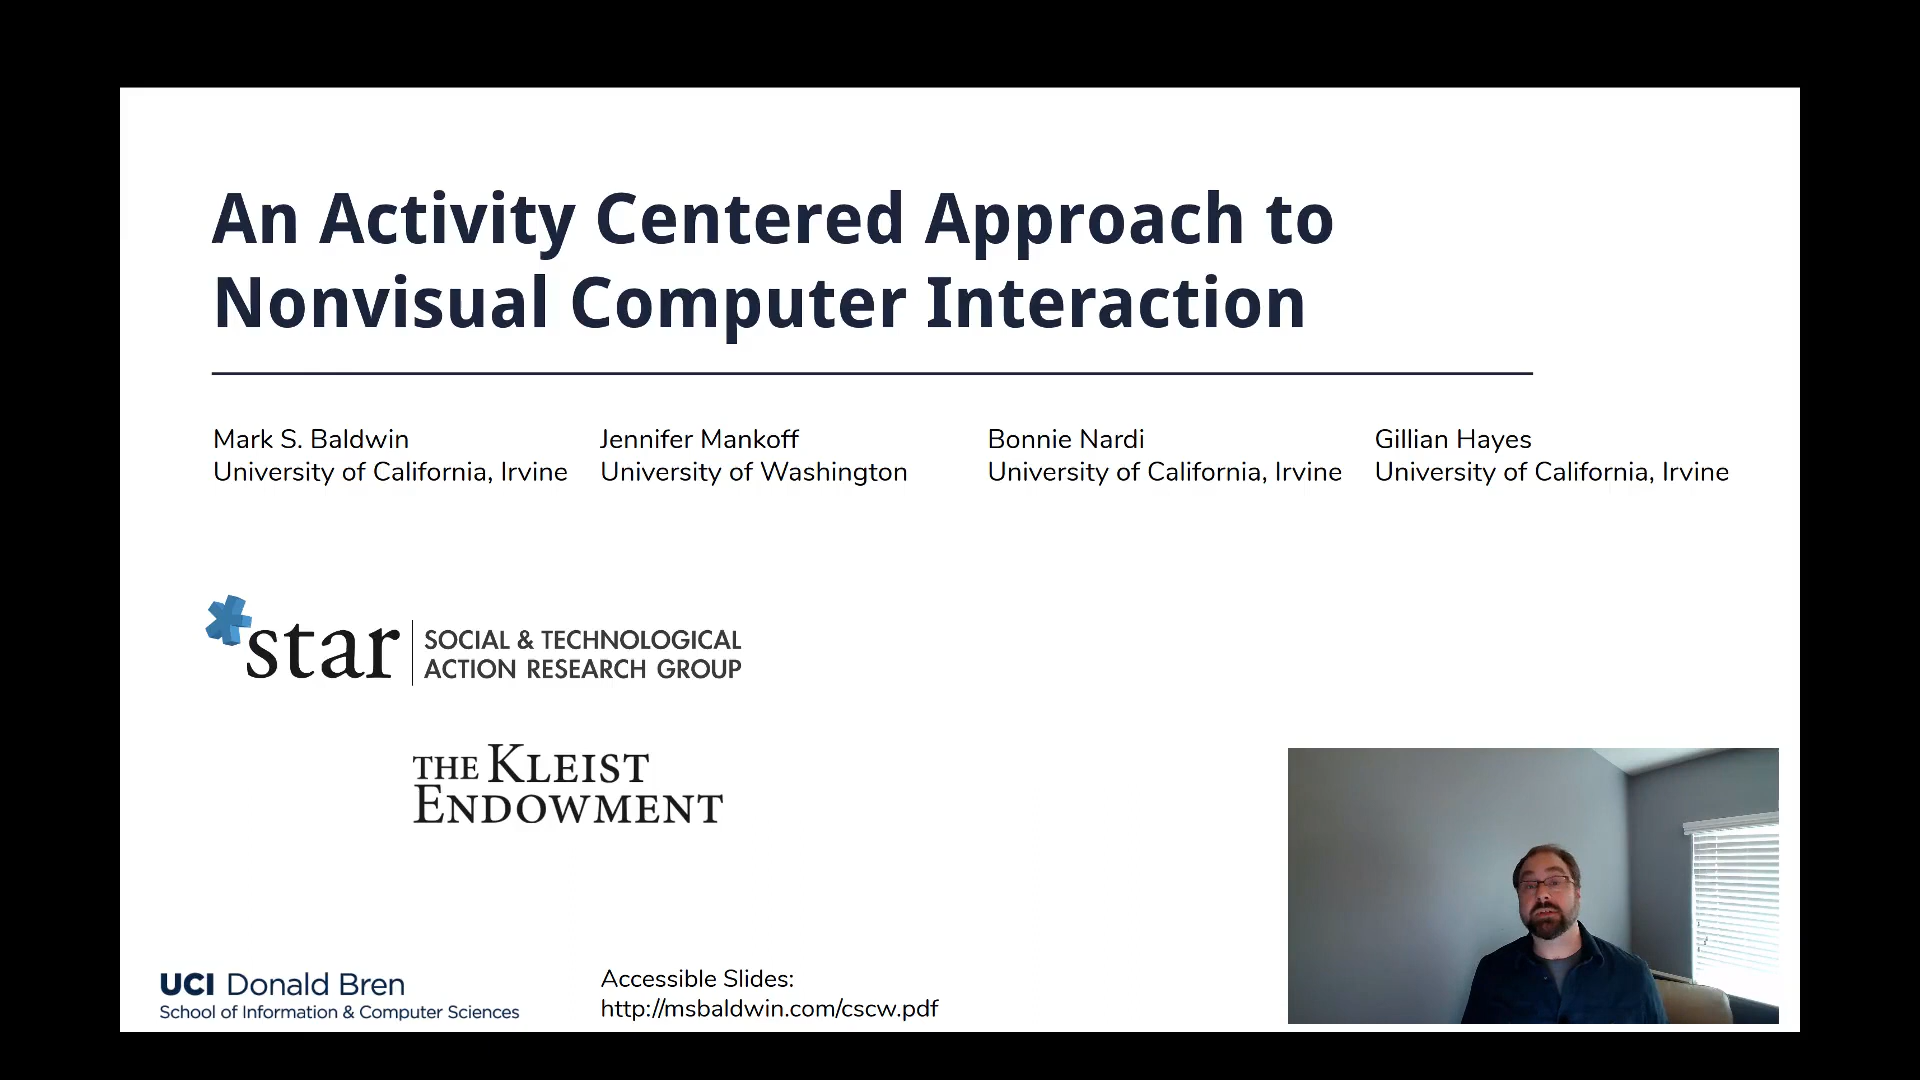 An Activity Centered Approach to
Nonvisual Computer Interaction
Mark S. Baldwin
University of California, Irvine
Jennifer Mankoff
University of Washington
Bonnie Nardi
University of California, Irvine
Gillian Hayes
University of California, Irvine
star
SOCIAL & TECHNOLOGICAL
ACTION RESEARCH GROUP
THE KLEIST
ENDOWMENT
UCI Donald Bren
School of Information & Computer Sciences
Accessible Slides:
http://msbaldwin.com/cscw.pdf